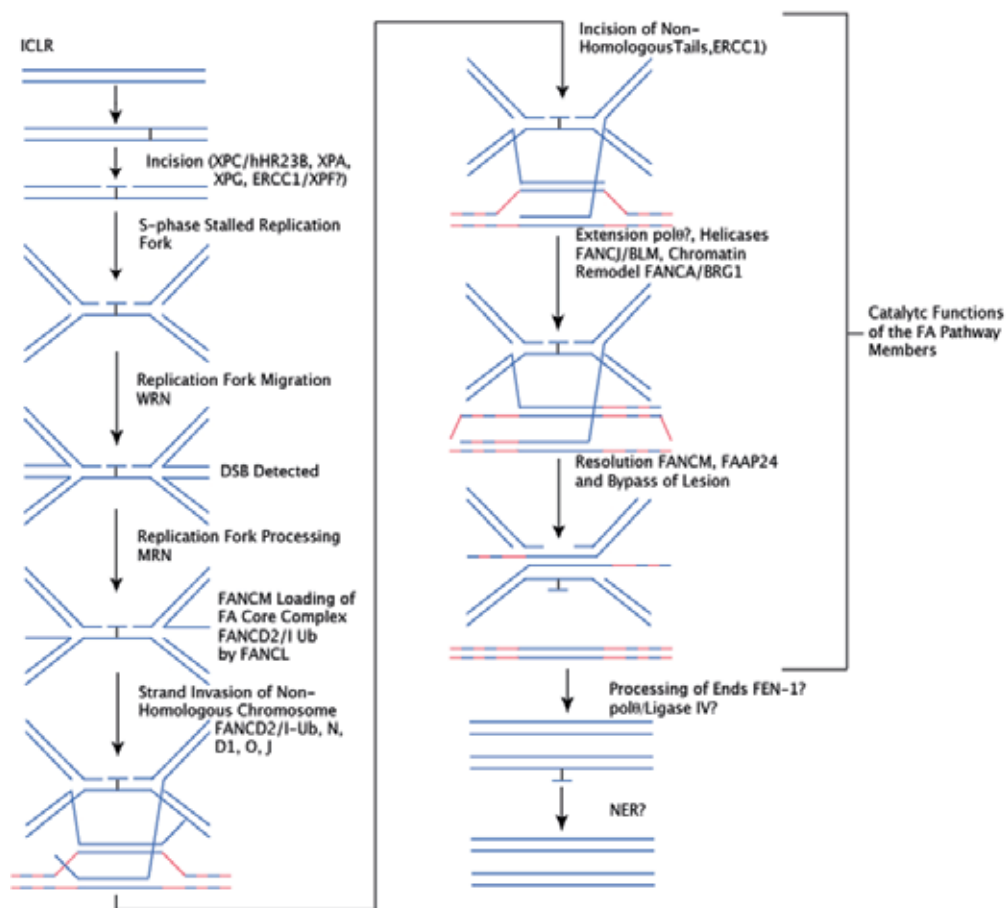 ICLR
Incision (XPC/hHR23B, XPA,
XPG, ERCC1/XPF?)
S-phase Stalled Replication
Fork
Replication Fork Migration
WRN
DSB Detected
Replication Fork Processing
MRN
FANCM Loading of
FA Core Complex
FANCD2/I Ub
by FANCL
Strand Invasion of Non-
Homologous Chromosome
FANCD2/I-Ub, N,
D1, O, J
Incision of Non-
HomologousTails,ERCC1)
Extension polθ?, Helicases
FANCJ/BLM, Chromatin
Remodel FANCA/BRG1
Resolution FANCM, FAAP24
and Bypass of Lesion
Catalytc Functions
of the FA Pathway
Members
Processing of Ends FEN-1?
polθ/Ligase IV?
NER?